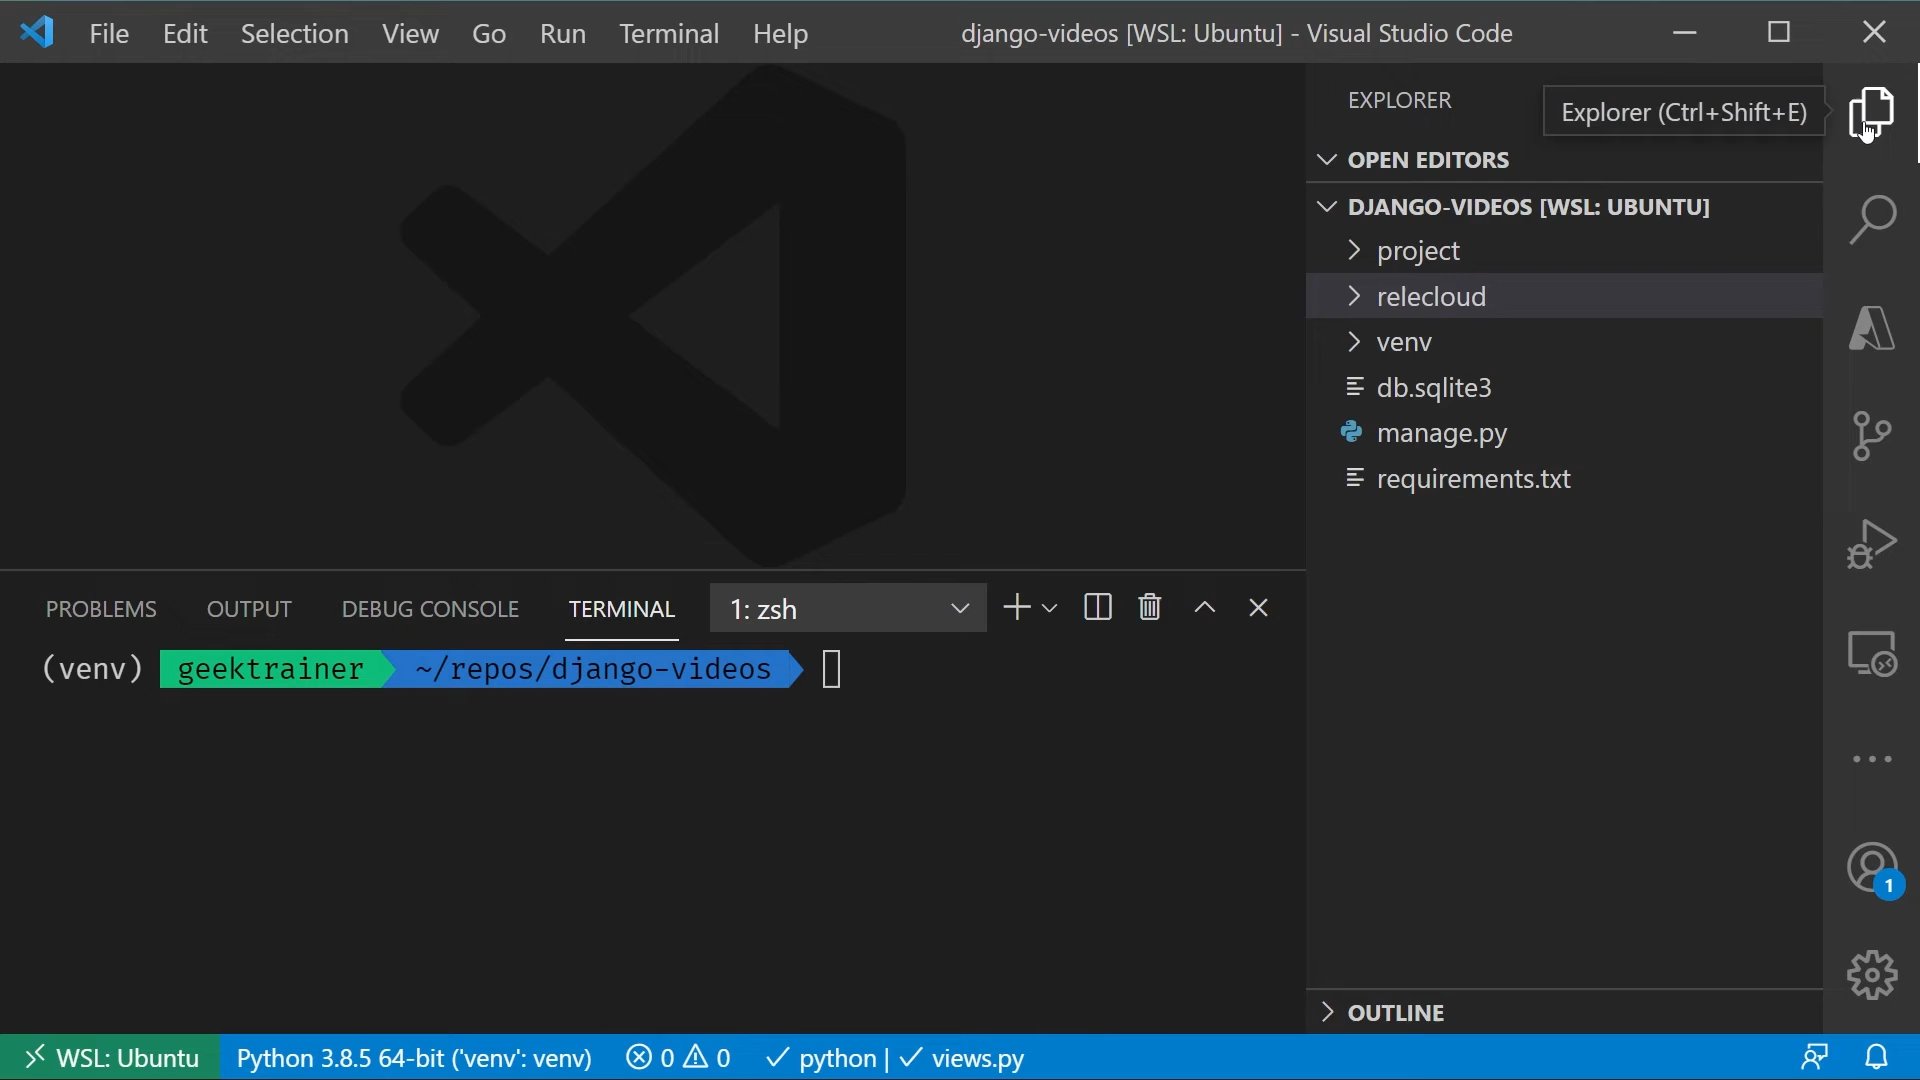 File Edit Selection View Go Run Terminal Help django-videos [WSL: Ubuntu] - Visual Studio Code
EXPLORER
Explorer (Ctrl+Shift+E)
OPEN EDITORS
DJANGO-VIDEOS [WSL: UBUNTU]
project
relecloud
venv
db.sqlite3
manage.py
requirements.txt
PROBLEMS OUTPUT DEBUG CONSOLE TERMINAL 1: zsh
(venv) geektrainer ~/repos/django-videos
1
OUTLINE
WSL: Ubuntu Python 3.8.5 64-bit ('venv': venv) 0 0 python | views.py